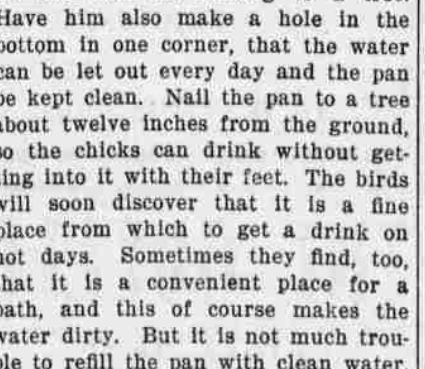 Have him also make a hole in the
bottom in one corner, that the water
can be let out every day and the pan
be kept clean. Nail the pan to a tree
about twelve inches from the ground,
so the chicks can drink without get-
ting into it with their feet. The birds
will soon discover that it is a fine
place from which to get a drink on
hot days. Sometimes they find, too,
that it is a convenient place for a
bath, and this of course makes the
water dirty. But it is not much trou-
ble to refill the pan with clean water.